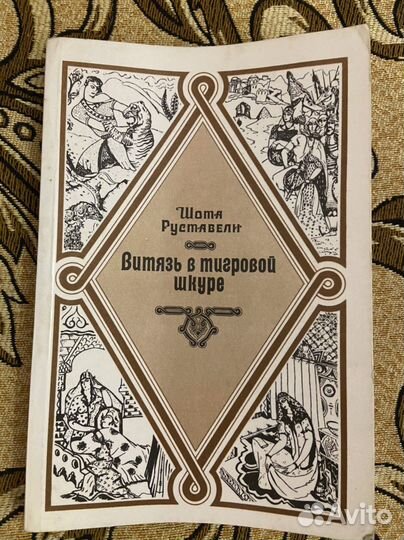 Шота
Руставели
Витязь в тигровой
шкуре
Avito